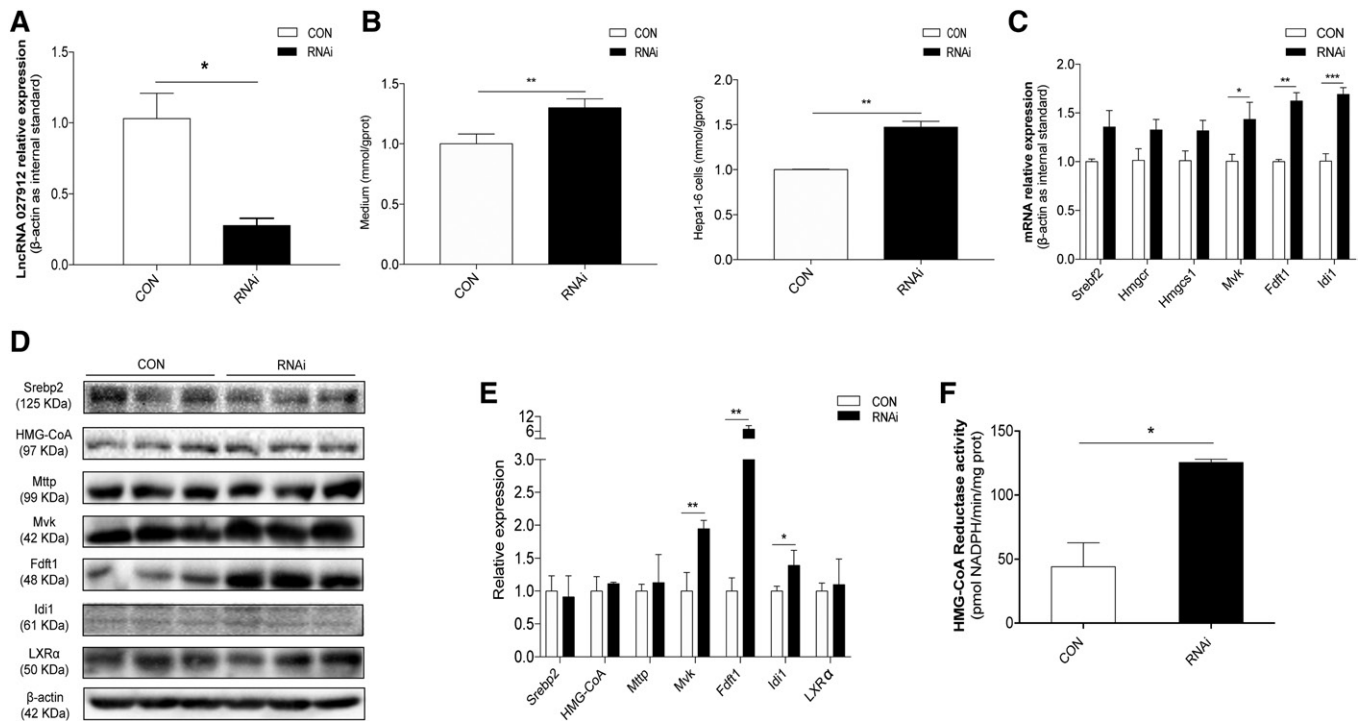 A
CON
RNAi
LncRNA 027912 relative expression
(β-actin as internal standard)
1.5
1.0
0.5
0.0
*
CON
RNAi
B
CON
RNAi
Medium (mmol/gprot)
1.5
1.0
0.5
0.0
**
CON
RNAi
Hepa1-6 cells (mmol/gprot)
2.0
1.5
1.0
0.5
0.0
**
CON
RNAi
C
CON
RNAi
mRNA relative expression
(β-actin as internal standard)
2.0
1.5
1.0
0.5
0.0
*
**
***
Srebf2
Hmgcr
Hmgcs1
Mvk
Fdft1
Idi1
D
CON
RNAi
Srebp2
(125 KDa)
HMG-CoA
(97 KDa)
Mttp
(99 KDa)
Mvk
(42 KDa)
Fdft1
(48 KDa)
Idi1
(61 KDa)
LXRα
(50 KDa)
β-actin
(42 KDa)
E
CON
RNAi
Relative expression
12
6
3.0
2.5
2.0
1.5
1.0
0.5
0.0
**
**
*
Srebp2
HMG-CoA
Mttp
Mvk
Fdft1
Idi1
LXRα
F
HMG-CoA Reductase activity
(pmol NADPH/min/mg prot)
150
100
50
0
*
CON
RNAi